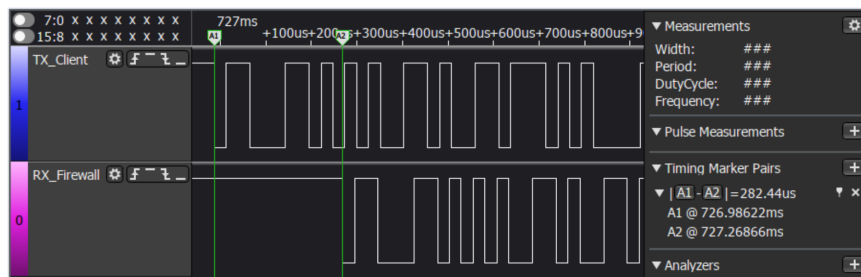 7:0 X X X X X X X X
15:8 X X X X X X X X
727ms
+100us +200us +300us +400us +500us +600us +700us +800us +9
A1 A2
TX_Client
1
RX_Firewall
0
Measurements
Width: ###
Period: ###
DutyCycle: ###
Frequency: ###
Pulse Measurements
Timing Marker Pairs
| A1 - A2 | = 282.44us
A1 @ 726.98622ms
A2 @ 727.26866ms
Analyzers